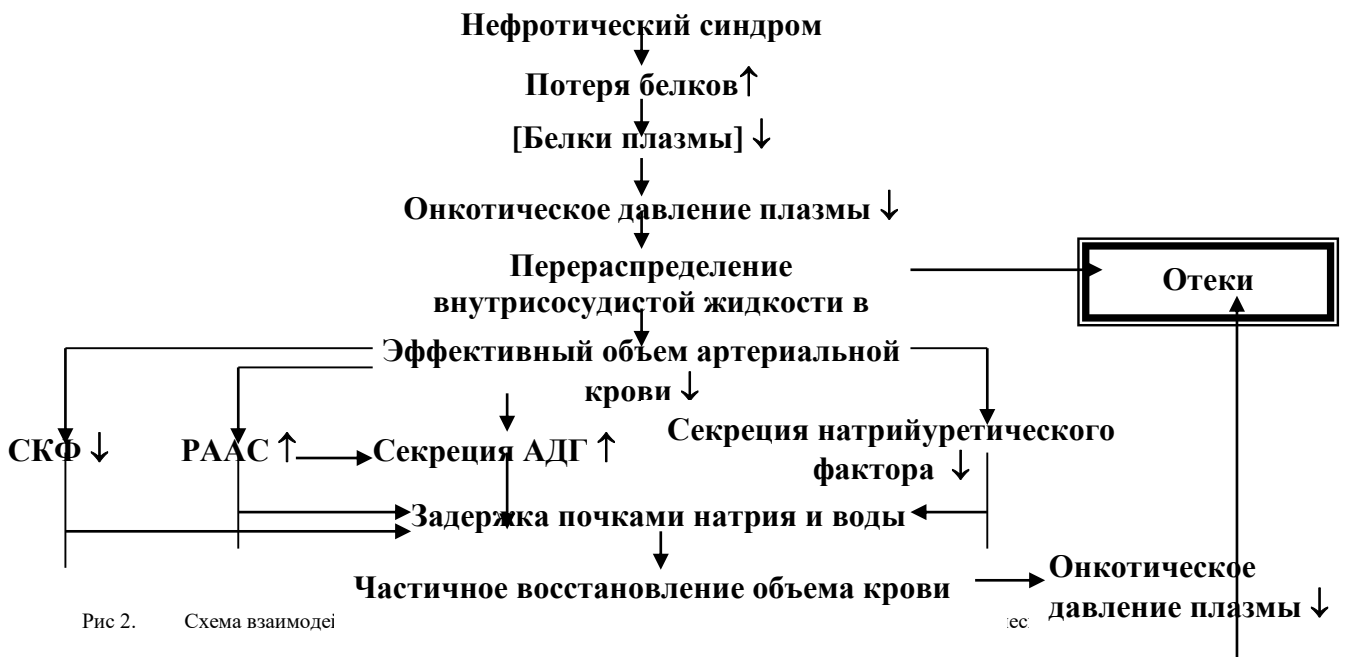 Нефротический синдром
Потеря белков↑
[Белки плазмы] ↓
Онкотическое давление плазмы ↓
Перераспределение
внутрисосудистой жидкости в
Отеки
Эффективный объем артериальной
крови ↓
СКФ ↓
РААС ↑
Секреция АДГ ↑
Секреция натрийуретического
фактора ↓
Задержка почками натрия и воды
Частичное восстановление объема крови
Онкотическое
давление плазмы ↓
Рис 2. Схема